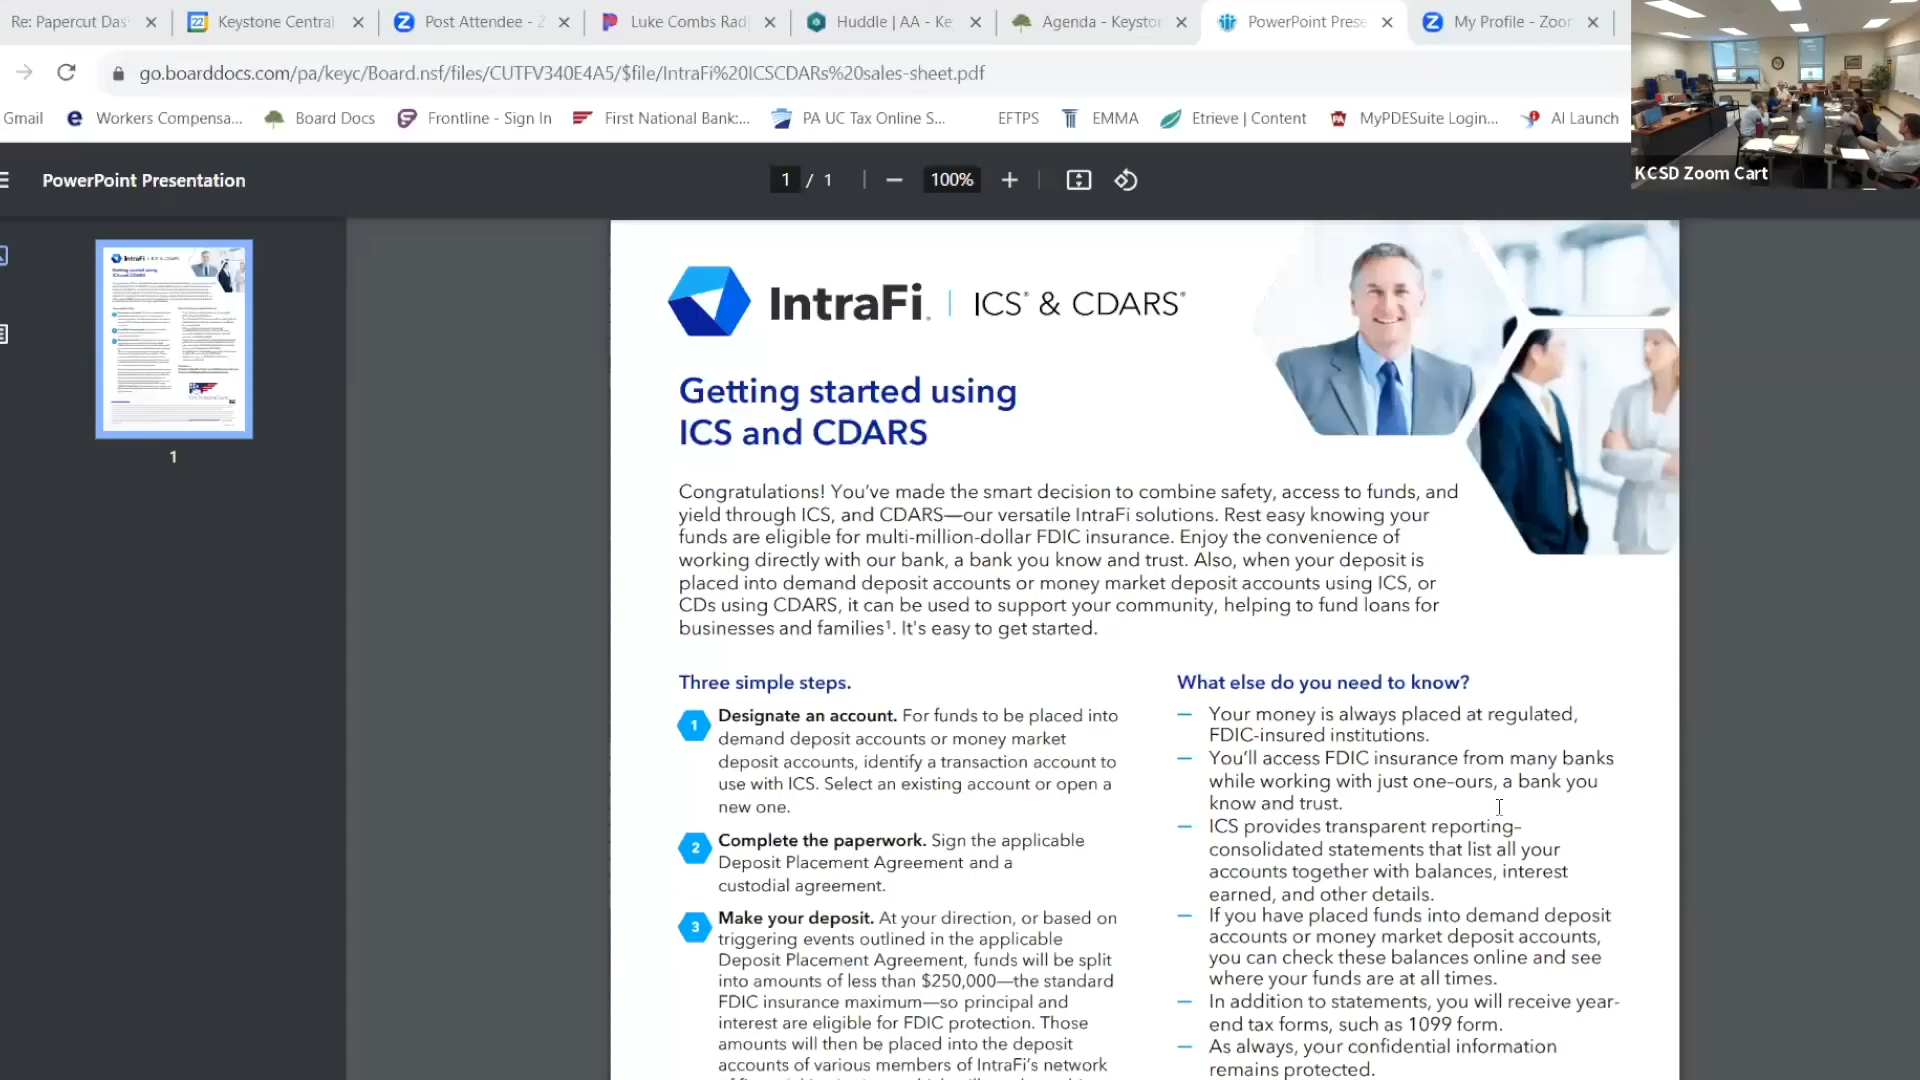 Re: Papercut Das
Keystone Central
Post Attendee - Z
Luke Combs Rad
Huddle | AA - Ke
Agenda - Keysto
PowerPoint Prese
My Profile - Zoom
go.boarddocs.com/pa/keyc/Board.nsf/files/CUTFV340E4A5/$file/IntraFi%20ICSCDARs%20sales-sheet.pdf
Gmail
Workers Compensa...
Board Docs
Frontline - Sign In
First National Bank:...
PA UC Tax Online S...
EFTPS
EMMA
Etrieve | Content
MyPDESuite Login...
AI Launch
KCSD Zoom Cart
PowerPoint Presentation
1 / 1
100%
1
IntraFi. | ICS® & CDARS®
Getting started using
ICS and CDARS
Congratulations! You've made the smart decision to combine safety, access to funds, and
yield through ICS, and CDARS—our versatile IntraFi solutions. Rest easy knowing your
funds are eligible for multi-million-dollar FDIC insurance. Enjoy the convenience of
working directly with our bank, a bank you know and trust. Also, when your deposit is
placed into demand deposit accounts or money market deposit accounts using ICS, or
CDs using CDARS, it can be used to support your community, helping to fund loans for
businesses and families¹. It's easy to get started.
Three simple steps.
1 Designate an account. For funds to be placed into
demand deposit accounts or money market
deposit accounts, identify a transaction account to
use with ICS. Select an existing account or open a
new one.
2 Complete the paperwork. Sign the applicable
Deposit Placement Agreement and a
custodial agreement.
3 Make your deposit. At your direction, or based on
triggering events outlined in the applicable
Deposit Placement Agreement, funds will be split
into amounts of less than $250,000—the standard
FDIC insurance maximum—so principal and
interest are eligible for FDIC protection. Those
amounts will then be placed into the deposit
accounts of various members of IntraFi's network
What else do you need to know?
— Your money is always placed at regulated,
FDIC-insured institutions.
— You'll access FDIC insurance from many banks
while working with just one–ours, a bank you
know and trust.
— ICS provides transparent reporting–
consolidated statements that list all your
accounts together with balances, interest
earned, and other details.
— If you have placed funds into demand deposit
accounts or money market deposit accounts,
you can check these balances online and see
where your funds are at all times.
— In addition to statements, you will receive year-
end tax forms, such as 1099 form.
— As always, your confidential information
remains protected.